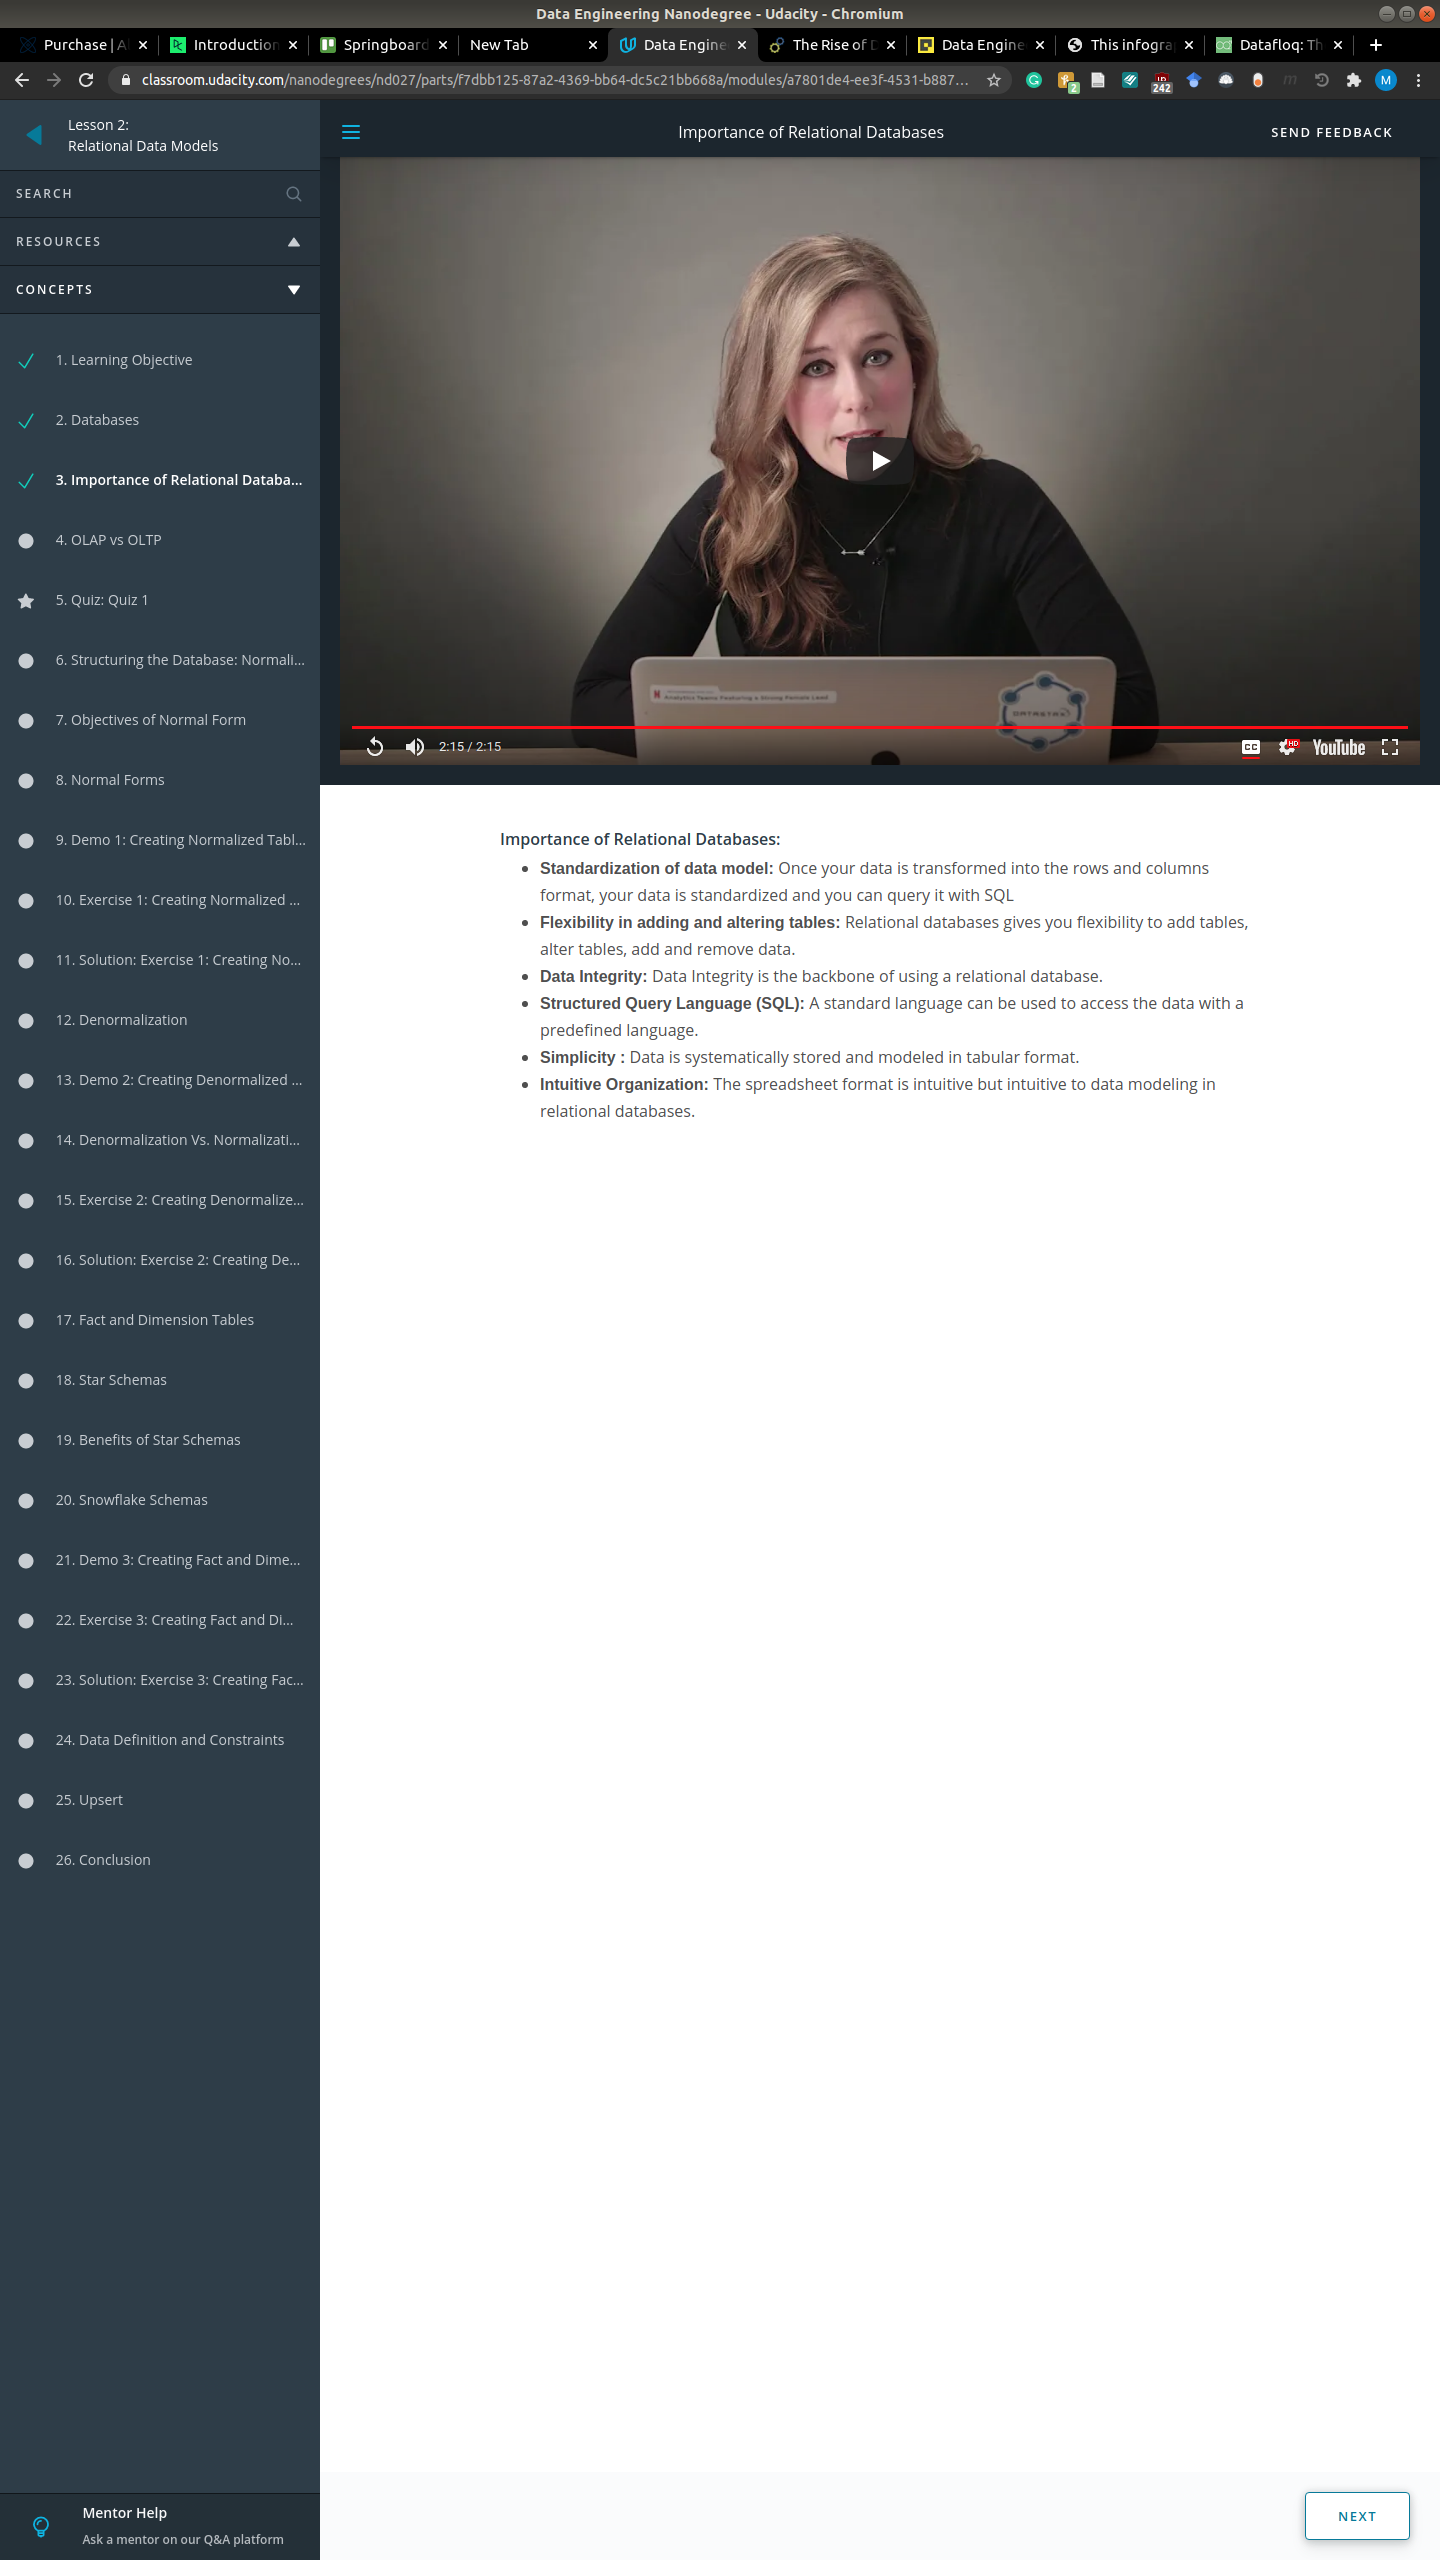 Data Engineering Nanodegree - Udacity - Chromium
Purchase | A
Introduction
Springboard
New Tab
Data Engine
The Rise of D
Data Engine
This infogra
Datafloq: Th
classroom.udacity.com/nanodegrees/nd027/parts/f7dbb125-87a2-4369-bb64-dc5c21bb668a/modules/a7801de4-ee3f-4531-b887...
2
242
M
Lesson 2:
Relational Data Models
Importance of Relational Databases
SEND FEEDBACK
SEARCH
RESOURCES
CONCEPTS
1. Learning Objective
2. Databases
3. Importance of Relational Databa...
4. OLAP vs OLTP
5. Quiz: Quiz 1
6. Structuring the Database: Normali...
7. Objectives of Normal Form
8. Normal Forms
9. Demo 1: Creating Normalized Tabl...
10. Exercise 1: Creating Normalized ...
11. Solution: Exercise 1: Creating No...
12. Denormalization
13. Demo 2: Creating Denormalized ...
14. Denormalization Vs. Normalizati...
15. Exercise 2: Creating Denormalize...
16. Solution: Exercise 2: Creating De...
17. Fact and Dimension Tables
18. Star Schemas
19. Benefits of Star Schemas
20. Snowflake Schemas
21. Demo 3: Creating Fact and Dime...
22. Exercise 3: Creating Fact and Di...
23. Solution: Exercise 3: Creating Fac...
24. Data Definition and Constraints
25. Upsert
26. Conclusion
Mentor Help
Ask a mentor on our Q&A platform
N
Analytics Teams Featuring a Strong Female Lead
DATASTAX
2:15 / 2:15
CC
HD
YouTube
Importance of Relational Databases:
Standardization of data model: Once your data is transformed into the rows and columns
format, your data is standardized and you can query it with SQL
Flexibility in adding and altering tables: Relational databases gives you flexibility to add tables,
alter tables, add and remove data.
Data Integrity: Data Integrity is the backbone of using a relational database.
Structured Query Language (SQL): A standard language can be used to access the data with a
predefined language.
Simplicity : Data is systematically stored and modeled in tabular format.
Intuitive Organization: The spreadsheet format is intuitive but intuitive to data modeling in
relational databases.
NEXT